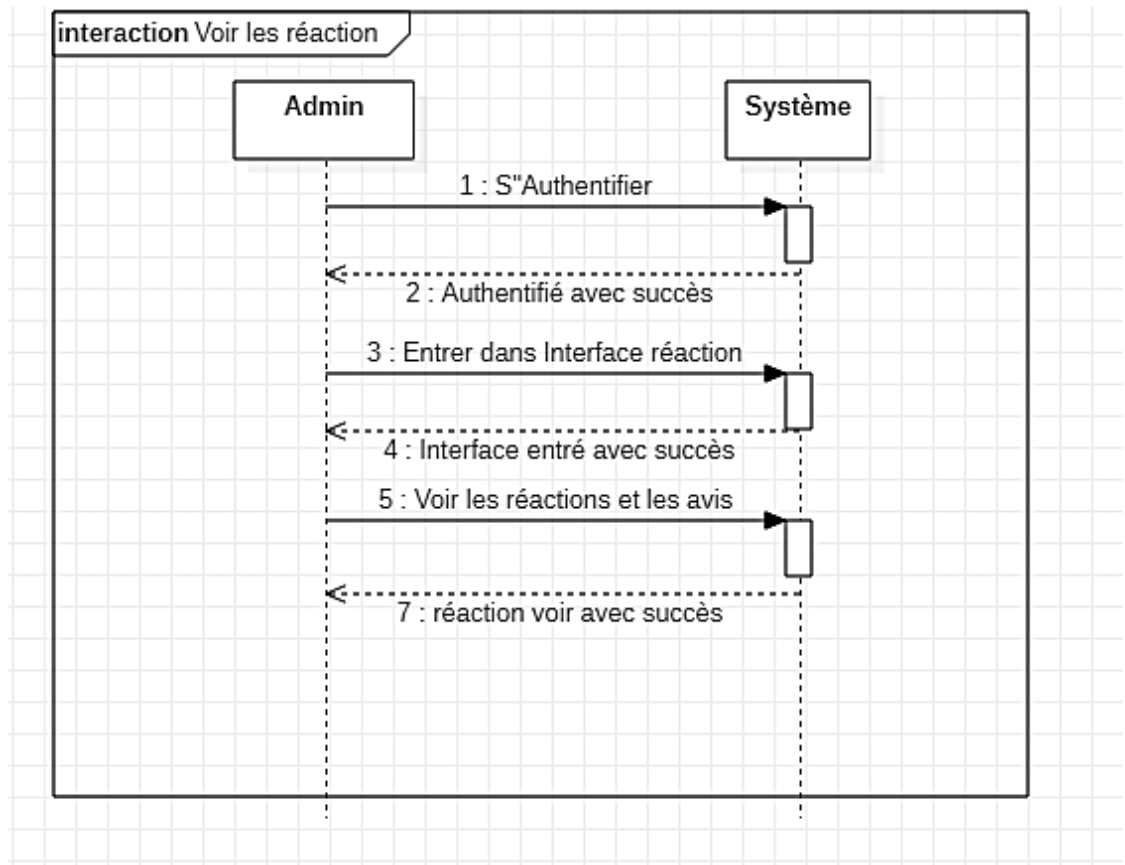 interaction Voir les réaction
Admin
Système
1 : S"Authentifier
2 : Authentifié avec succès
3 : Entrer dans Interface réaction
4 : Interface entré avec succès
5 : Voir les réactions et les avis
7 : réaction voir avec succès